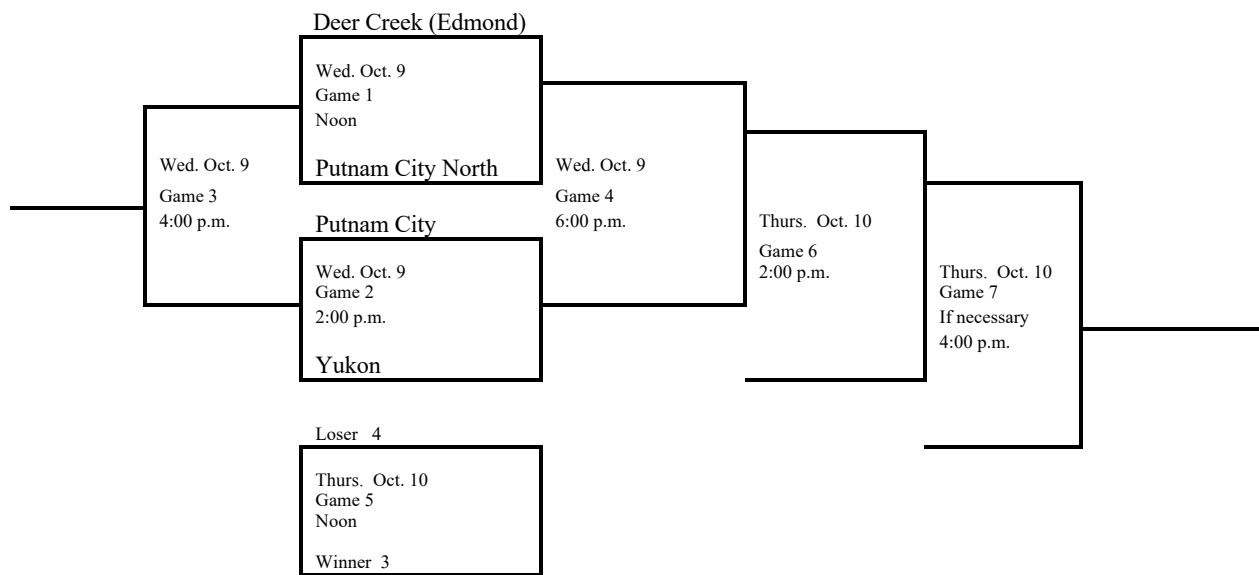 Deer Creek (Edmond)
Wed. Oct. 9
Game 1
Noon
Putnam City North
Wed. Oct. 9
Game 3
4:00 p.m.
Wed. Oct. 9
Game 4
6:00 p.m.
Putnam City
Wed. Oct. 9
Game 2
2:00 p.m.
Yukon
Thurs. Oct. 10
Game 6
2:00 p.m.
Thurs. Oct. 10
Game 7
If necessary
4:00 p.m.
Loser 4
Thurs. Oct. 10
Game 5
Noon
Winner 3